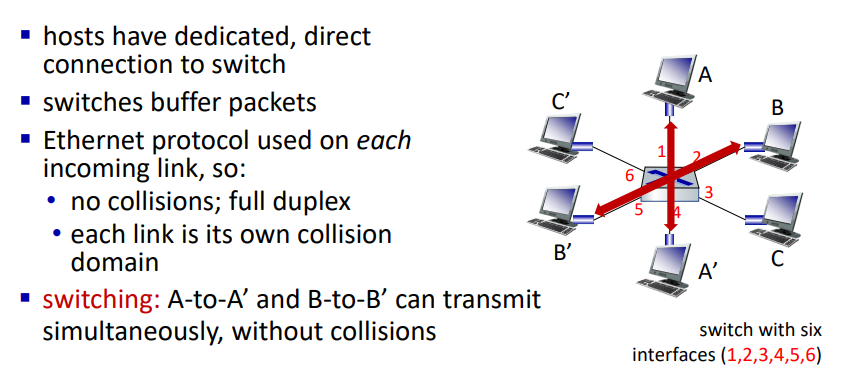 ▪ hosts have dedicated, direct
connection to switch
▪ switches buffer packets
▪ Ethernet protocol used on each
incoming link, so:
• no collisions; full duplex
• each link is its own collision
domain
▪ switching: A-to-A’ and B-to-B’ can transmit
simultaneously, without collisions
A
C’
B
1
2
6
3
5
4
B’
C
A’
switch with six
interfaces (1,2,3,4,5,6)